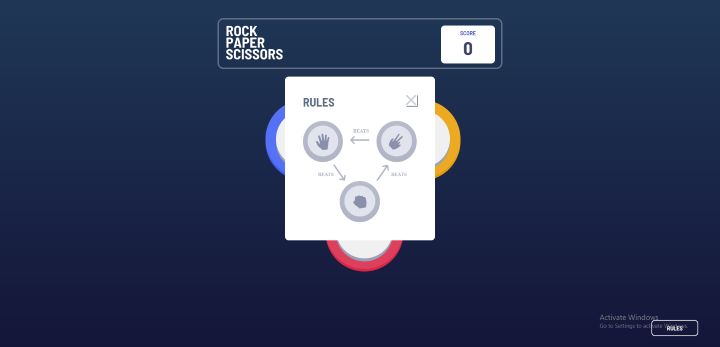 ROCK
PAPER
SCISSORS
SCORE
0
RULES
BEATS
BEATS
BEATS
Activate Windows
Go to Settings to activate Windows.
RULES